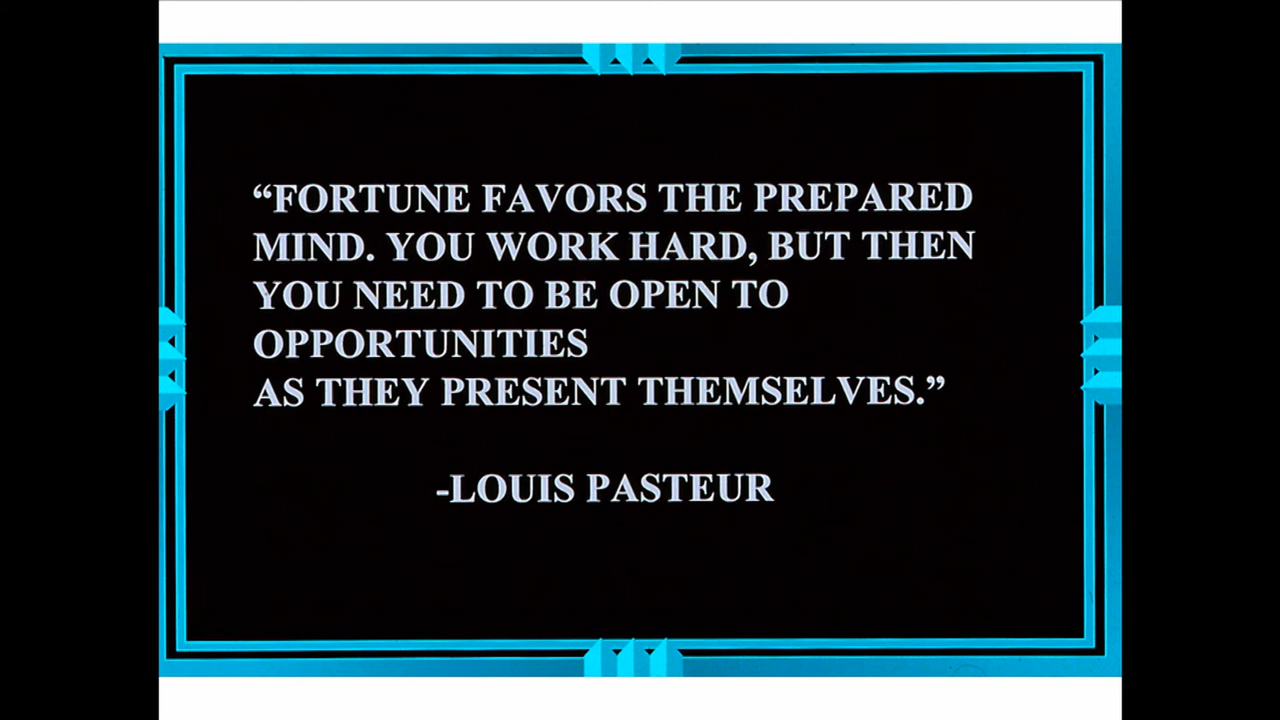 “FORTUNE FAVORS THE PREPARED
MIND. YOU WORK HARD, BUT THEN
YOU NEED TO BE OPEN TO
OPPORTUNITIES
AS THEY PRESENT THEMSELVES.”
-LOUIS PASTEUR